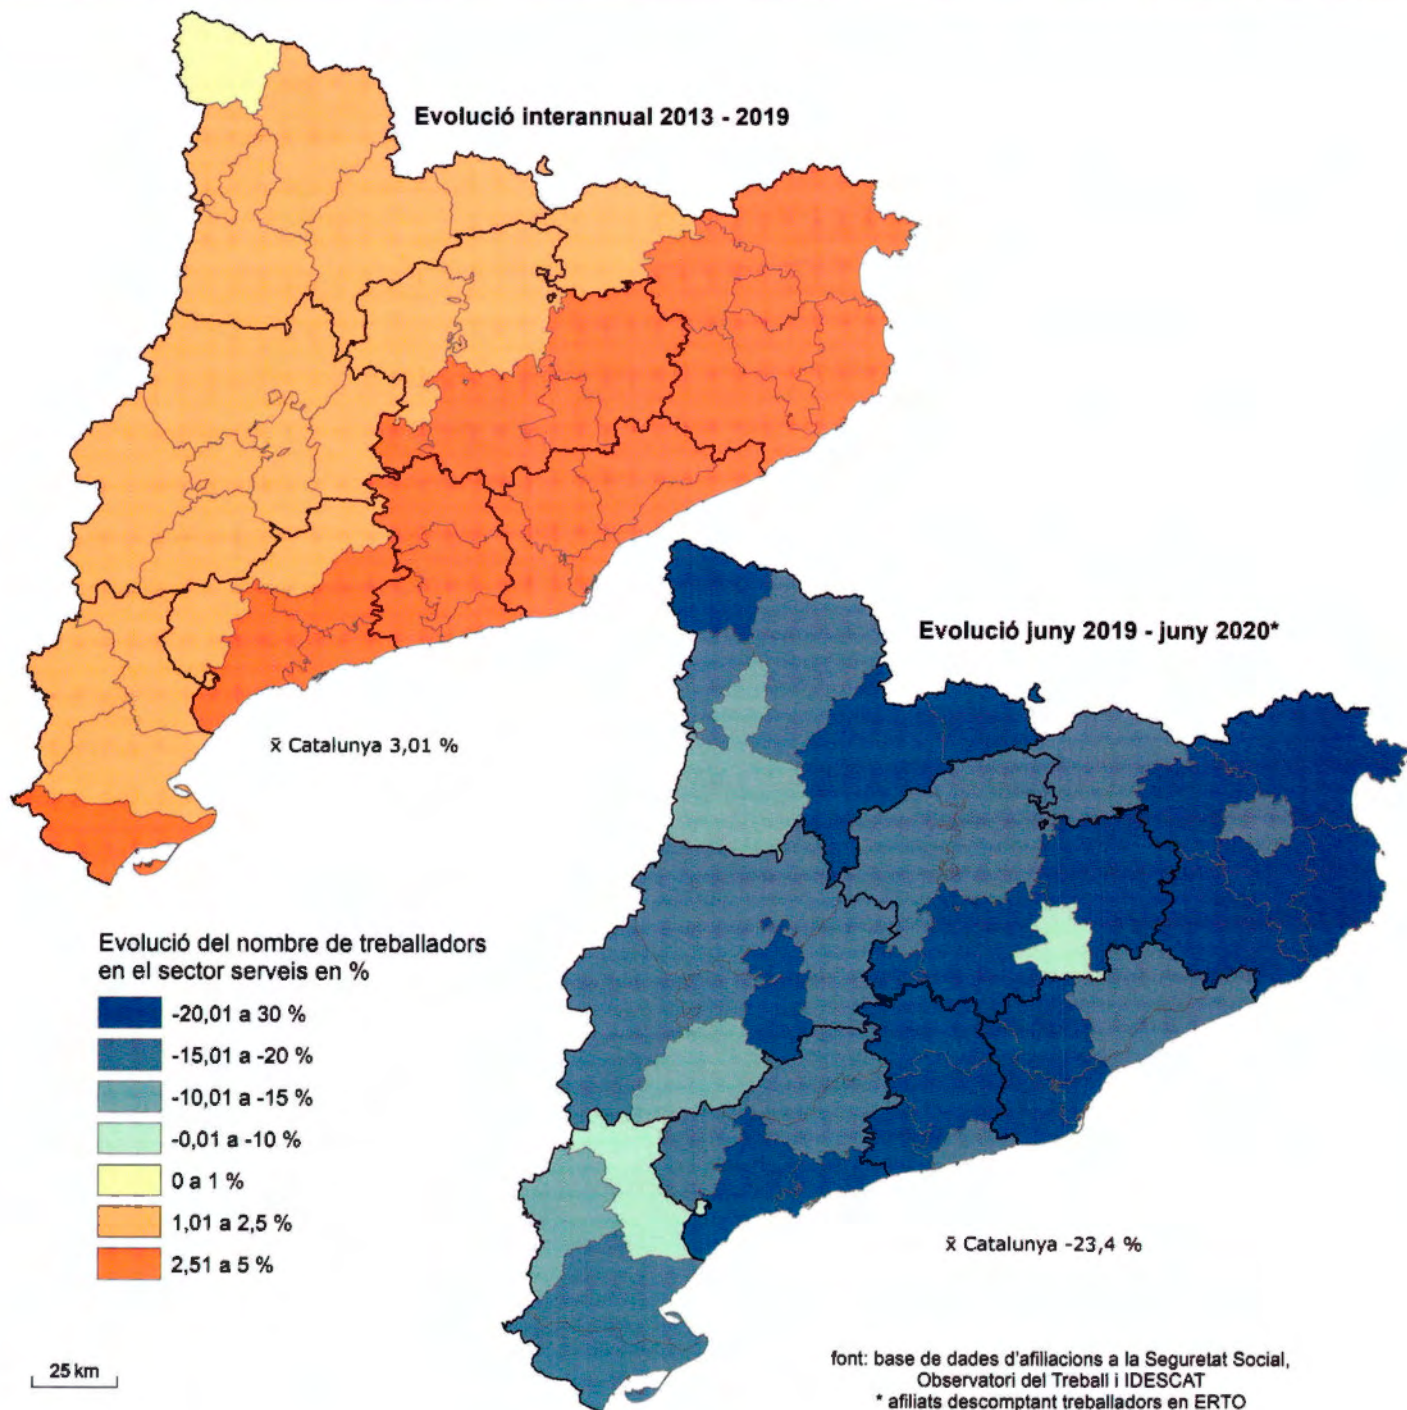 Evolució interannual 2013 - 2019
x̄ Catalunya 3,01 %
Evolució juny 2019 - juny 2020*
x̄ Catalunya -23,4 %
Evolució del nombre de treballadors
en el sector serveis en %
-20,01 a 30 %
-15,01 a -20 %
-10,01 a -15 %
-0,01 a -10 %
0 a 1 %
1,01 a 2,5 %
2,51 a 5 %
25 km
font: base de dades d'afiliacions a la Seguretat Social,
Observatori del Treball i IDESCAT
* afiliats descomptant treballadors en ERTO